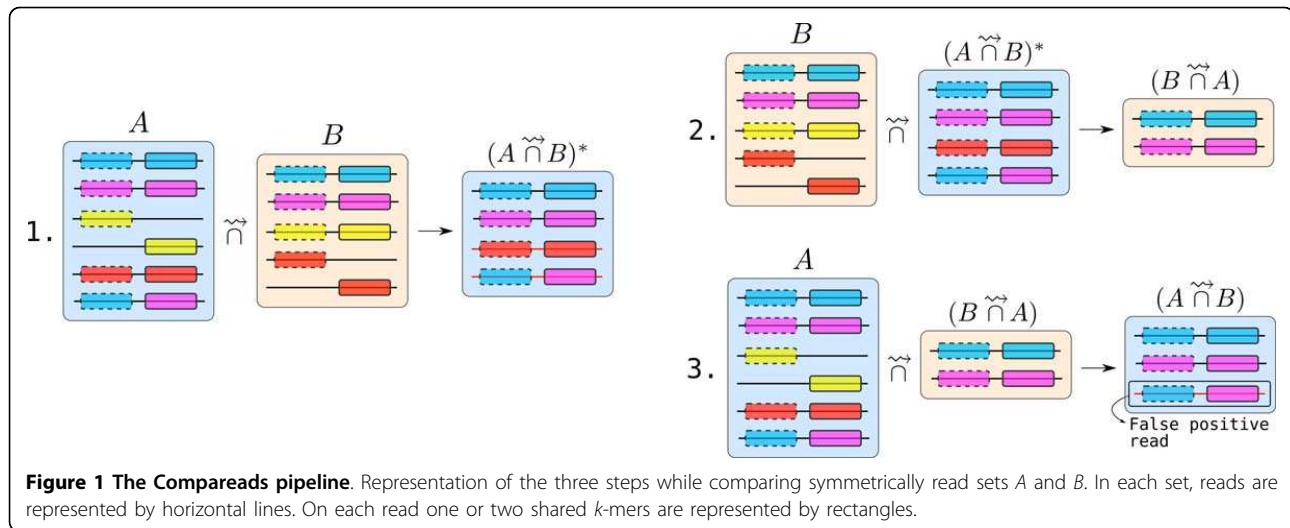 A
B
(A ∩ B)*
1.
∩
B
(A ∩ B)*
(B ∩ A)
2.
∩
A
(B ∩ A)
(A ∩ B)
3.
∩
False positive
read
Figure 1 The Compareads pipeline. Representation of the three steps while comparing symmetrically read sets A and B. In each set, reads are
represented by horizontal lines. On each read one or two shared k-mers are represented by rectangles.